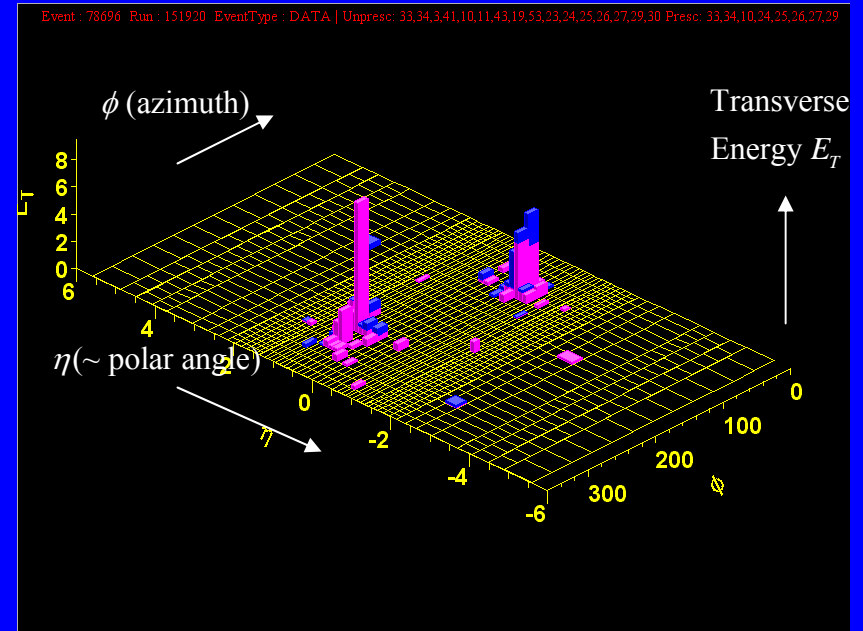 Event : 78696 Run : 151920 EventType : DATA | Unpresc: 33,34,3,41,10,11,43,19,53,23,24,25,26,27,29,30 Presc: 33,34,10,24,25,26,27,29
ϕ (azimuth)
Transverse
Energy E_T
8
6
4
2
0
E_T
6
4
2
0
-2
-4
-6
η
η(~ polar angle)
0
100
200
300
ϕ